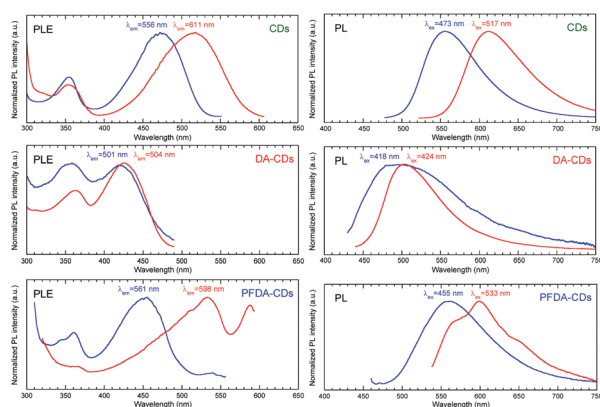 PLE λem=556 nm λem=611 nm CDs
Normalized PL intensity (a.u.)
300 350 400 450 500 550 600 650
Wavelength (nm)
PL λex=473 nm λex=517 nm CDs
Normalized PL intensity (a.u.)
400 450 500 550 600 650 700 750
Wavelength (nm)
PLE λem=501 nm λem=504 nm DA-CDs
Normalized PL intensity (a.u.)
300 350 400 450 500 550 600 650
Wavelength (nm)
PL λex=418 nm λex=424 nm DA-CDs
Normalized PL intensity (a.u.)
400 450 500 550 600 650 700 750
Wavelength (nm)
PLE λem=561 nm λem=598 nm PFDA-CDs
Normalized PL intensity (a.u.)
300 350 400 450 500 550 600 650
Wavelength (nm)
PL λex=455 nm λex=533 nm PFDA-CDs
Normalized PL intensity (a.u.)
400 450 500 550 600 650 700 750
Wavelength (nm)